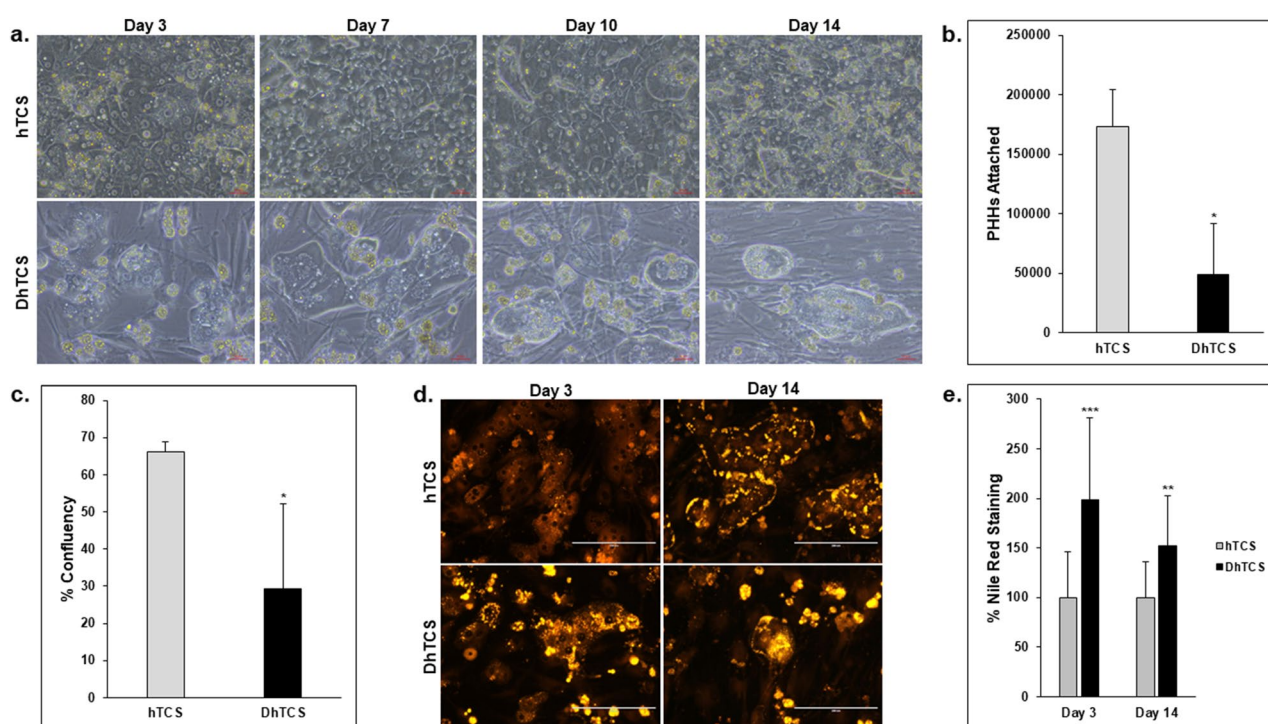 a.
Day 3
Day 7
Day 10
Day 14
hTCS
DhTCS
b.
250000
200000
150000
100000
50000
0
PHHs Attached
*
hTCS
DhTCS
c.
80
70
60
50
40
30
20
10
0
% Confluency
*
hTCS
DhTCS
d.
Day 3
Day 14
hTCS
DhTCS
e.
300
250
200
150
100
50
0
% Nile Red Staining
***
**
hTCS
DhTCS
Day 3
Day 14